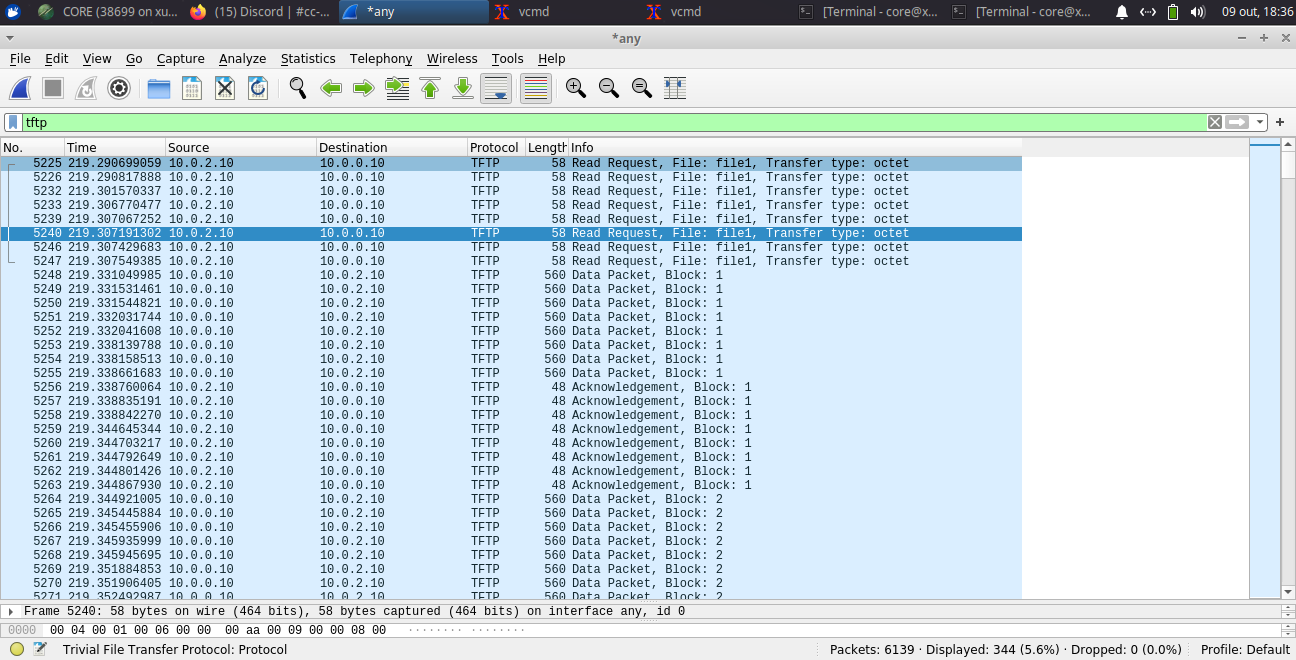 CORE (38699 on xu... (15) Discord | #cc-... *any vcmd vcmd [Terminal - core@x... [Terminal - core@x... 09 out, 18:36
*any
File Edit View Go Capture Analyze Statistics Telephony Wireless Tools Help
tftp
No. Time Source Destination Protocol Length Info
5225 219.290699059 10.0.2.10 10.0.0.10 TFTP 58 Read Request, File: file1, Transfer type: octet
5226 219.290817888 10.0.2.10 10.0.0.10 TFTP 58 Read Request, File: file1, Transfer type: octet
5232 219.301570337 10.0.2.10 10.0.0.10 TFTP 58 Read Request, File: file1, Transfer type: octet
5233 219.306770477 10.0.2.10 10.0.0.10 TFTP 58 Read Request, File: file1, Transfer type: octet
5239 219.307067252 10.0.2.10 10.0.0.10 TFTP 58 Read Request, File: file1, Transfer type: octet
5240 219.307191302 10.0.2.10 10.0.0.10 TFTP 58 Read Request, File: file1, Transfer type: octet
5246 219.307429683 10.0.2.10 10.0.0.10 TFTP 58 Read Request, File: file1, Transfer type: octet
5247 219.307549385 10.0.2.10 10.0.0.10 TFTP 58 Read Request, File: file1, Transfer type: octet
5248 219.331049985 10.0.0.10 10.0.2.10 TFTP 560 Data Packet, Block: 1
5249 219.331531461 10.0.0.10 10.0.2.10 TFTP 560 Data Packet, Block: 1
5250 219.331544821 10.0.0.10 10.0.2.10 TFTP 560 Data Packet, Block: 1
5251 219.332031744 10.0.0.10 10.0.2.10 TFTP 560 Data Packet, Block: 1
5252 219.332041608 10.0.0.10 10.0.2.10 TFTP 560 Data Packet, Block: 1
5253 219.338139788 10.0.0.10 10.0.2.10 TFTP 560 Data Packet, Block: 1
5254 219.338158513 10.0.0.10 10.0.2.10 TFTP 560 Data Packet, Block: 1
5255 219.338661683 10.0.0.10 10.0.2.10 TFTP 560 Data Packet, Block: 1
5256 219.338760064 10.0.2.10 10.0.0.10 TFTP 48 Acknowledgement, Block: 1
5257 219.338835191 10.0.2.10 10.0.0.10 TFTP 48 Acknowledgement, Block: 1
5258 219.338842270 10.0.2.10 10.0.0.10 TFTP 48 Acknowledgement, Block: 1
5259 219.344645344 10.0.2.10 10.0.0.10 TFTP 48 Acknowledgement, Block: 1
5260 219.344703217 10.0.2.10 10.0.0.10 TFTP 48 Acknowledgement, Block: 1
5261 219.344792649 10.0.2.10 10.0.0.10 TFTP 48 Acknowledgement, Block: 1
5262 219.344801426 10.0.2.10 10.0.0.10 TFTP 48 Acknowledgement, Block: 1
5263 219.344867930 10.0.2.10 10.0.0.10 TFTP 48 Acknowledgement, Block: 1
5264 219.344921005 10.0.0.10 10.0.2.10 TFTP 560 Data Packet, Block: 2
5265 219.345445884 10.0.0.10 10.0.2.10 TFTP 560 Data Packet, Block: 2
5266 219.345455906 10.0.0.10 10.0.2.10 TFTP 560 Data Packet, Block: 2
5267 219.345935999 10.0.0.10 10.0.2.10 TFTP 560 Data Packet, Block: 2
5268 219.345945695 10.0.0.10 10.0.2.10 TFTP 560 Data Packet, Block: 2
5269 219.351884853 10.0.0.10 10.0.2.10 TFTP 560 Data Packet, Block: 2
5270 219.351906405 10.0.0.10 10.0.2.10 TFTP 560 Data Packet, Block: 2
5271 219.352492987 10.0.0.10 10.0.2.10 TFTP 560 Data Packet, Block: 2
Frame 5240: 58 bytes on wire (464 bits), 58 bytes captured (464 bits) on interface any, id 0
0000 00 04 00 01 00 06 00 00 00 aa 00 09 00 00 08 00 ········ ········
Trivial File Transfer Protocol: Protocol Packets: 6139 · Displayed: 344 (5.6%) · Dropped: 0 (0.0%) Profile: Default